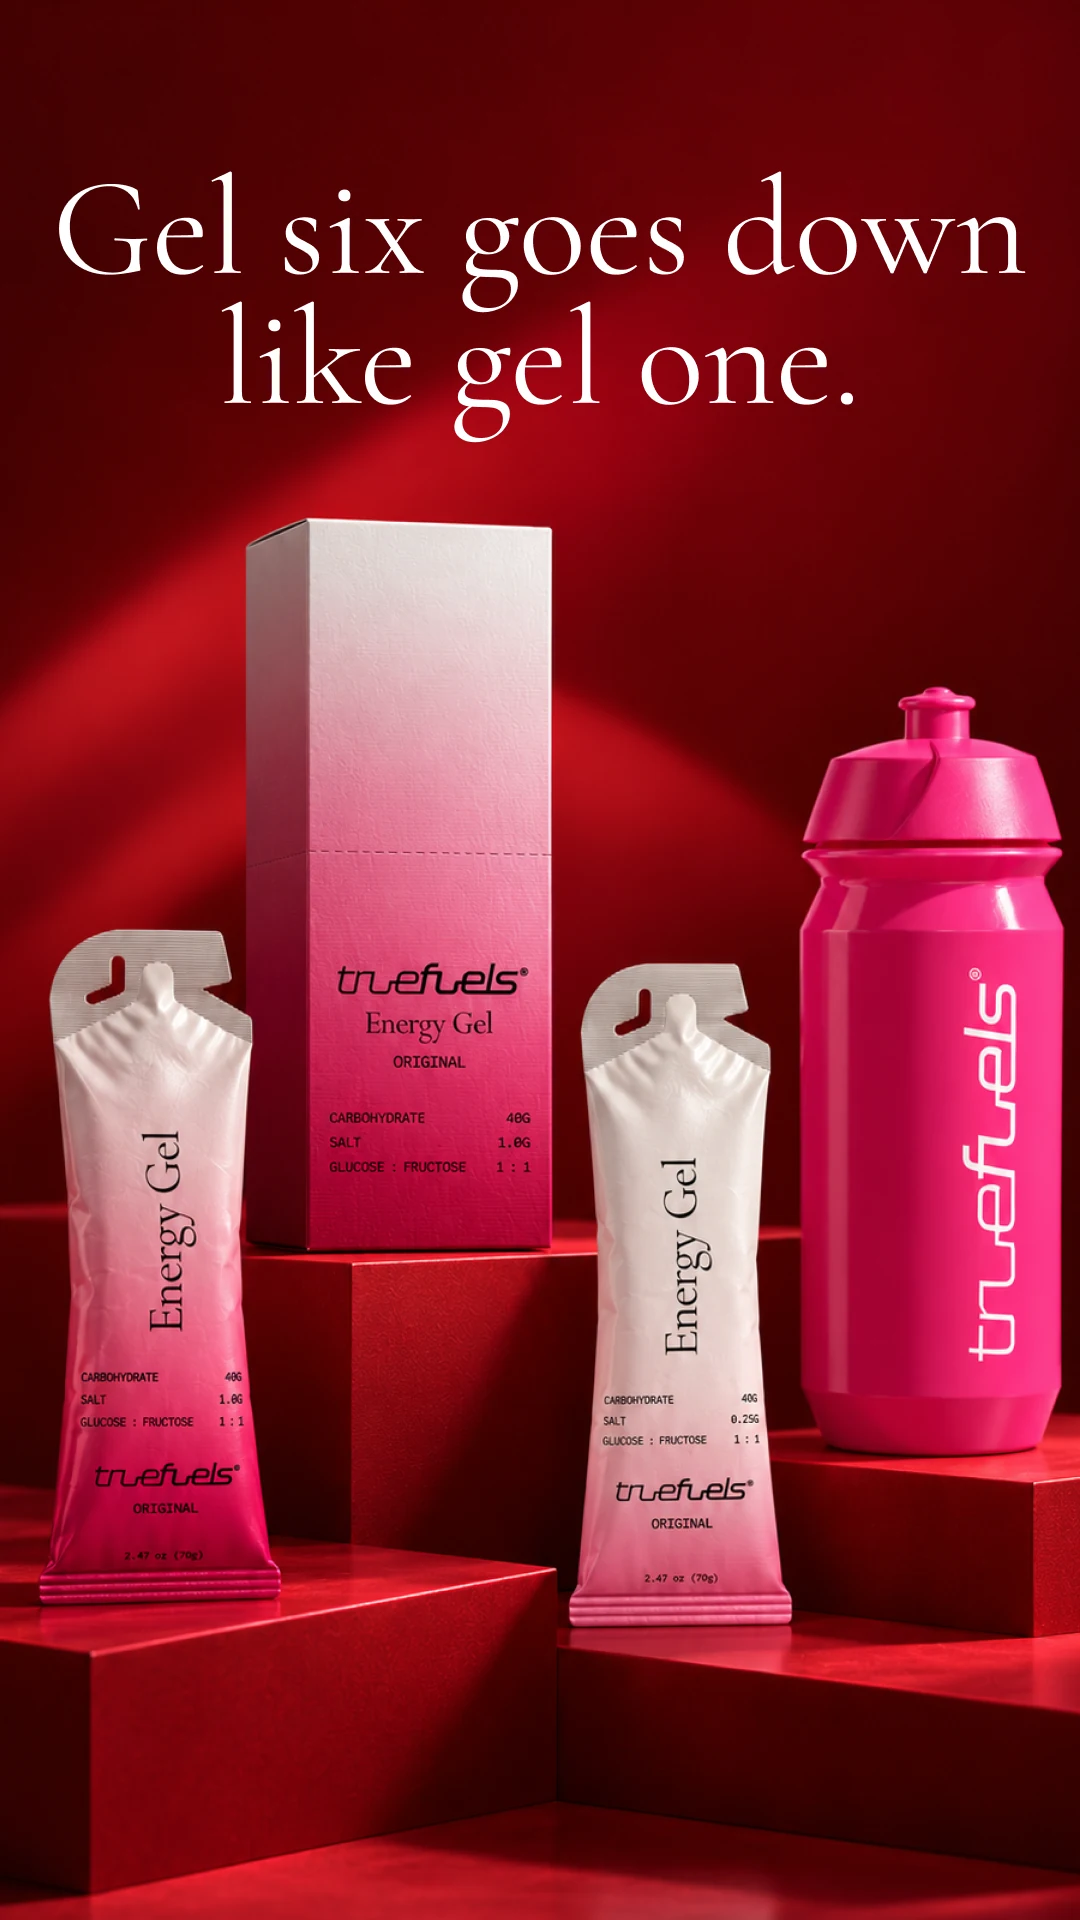 Gel six goes down
like gel one.
truefuels®
Energy Gel
ORIGINAL
CARBOHYDRATE 40G
SALT 1.0G
GLUCOSE : FRUCTOSE 1 : 1
Energy Gel
CARBOHYDRATE 40G
SALT 1.0G
GLUCOSE : FRUCTOSE 1 : 1
truefuels®
ORIGINAL
2.47 oz (70g)
Energy Gel
CARBOHYDRATE 40G
SALT 0.25G
GLUCOSE : FRUCTOSE 1 : 1
truefuels®
ORIGINAL
2.47 oz (70g)
truefuels®